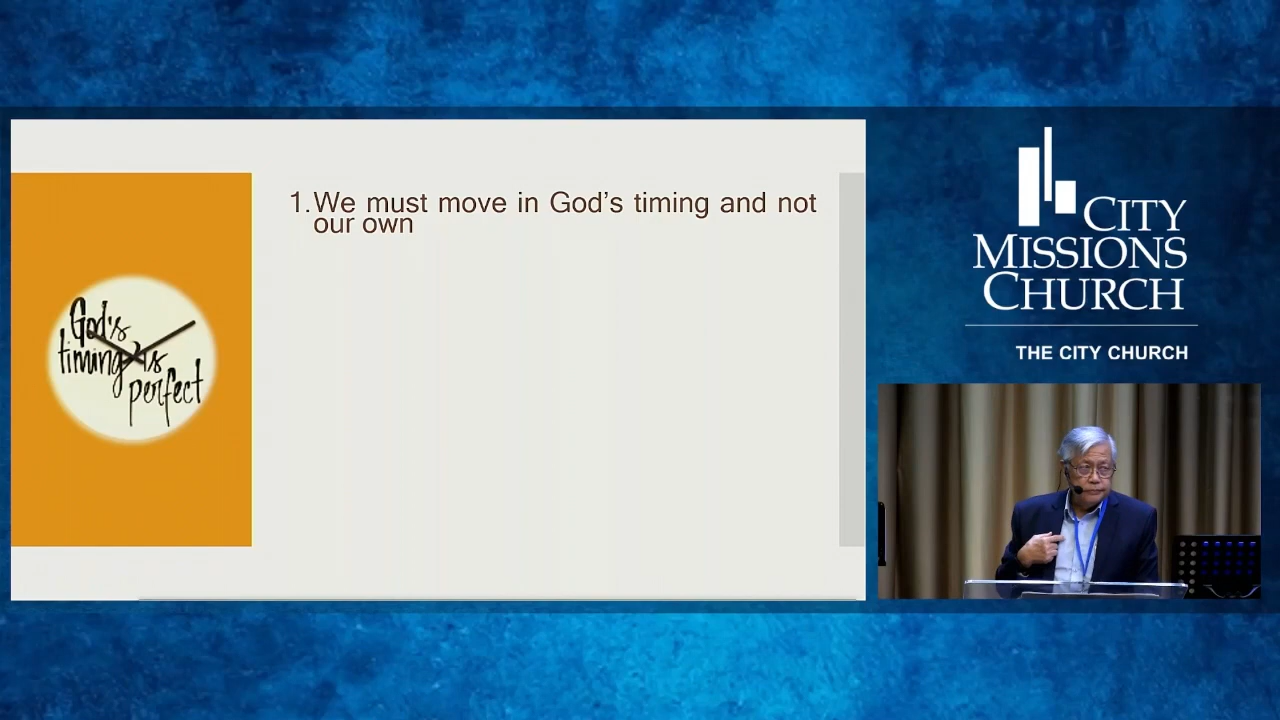 God's
timing is
perfect
1. We must move in God’s timing and not
our own
CITY
MISSIONS
CHURCH
THE CITY CHURCH